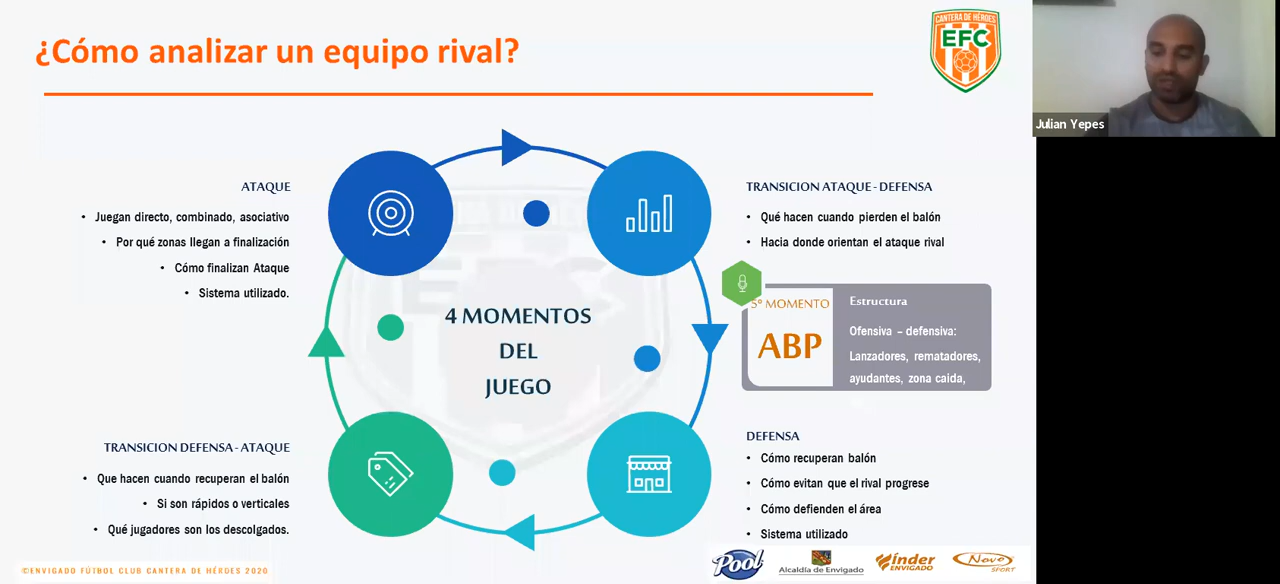 ¿Cómo analizar un equipo rival?
CANTERA DE HÉROES
EFC
Julian Yepes
ATAQUE
• Juegan directo, combinado, asociativo
• Por qué zonas llegan a finalización
• Cómo finalizan Ataque
• Sistema utilizado.
TRANSICION ATAQUE - DEFENSA
• Qué hacen cuando pierden el balón
• Hacia donde orientan el ataque rival
5º MOMENTO
ABP
Estructura
Ofensiva – defensiva:
Lanzadores, rematadores,
ayudantes, zona caida,
4 MOMENTOS
DEL
JUEGO
TRANSICION DEFENSA - ATAQUE
• Que hacen cuando recuperan el balón
• Si son rápidos o verticales
• Qué jugadores son los descolgados.
DEFENSA
• Cómo recuperan balón
• Cómo evitan que el rival progrese
• Cómo defienden el área
• Sistema utilizado
©ENVIGADO FÚTBOL CLUB CANTERA DE HÉROES 2020
Pool
Alcaldía de Envigado
inder
ENVIGADO
Novo
SPORT